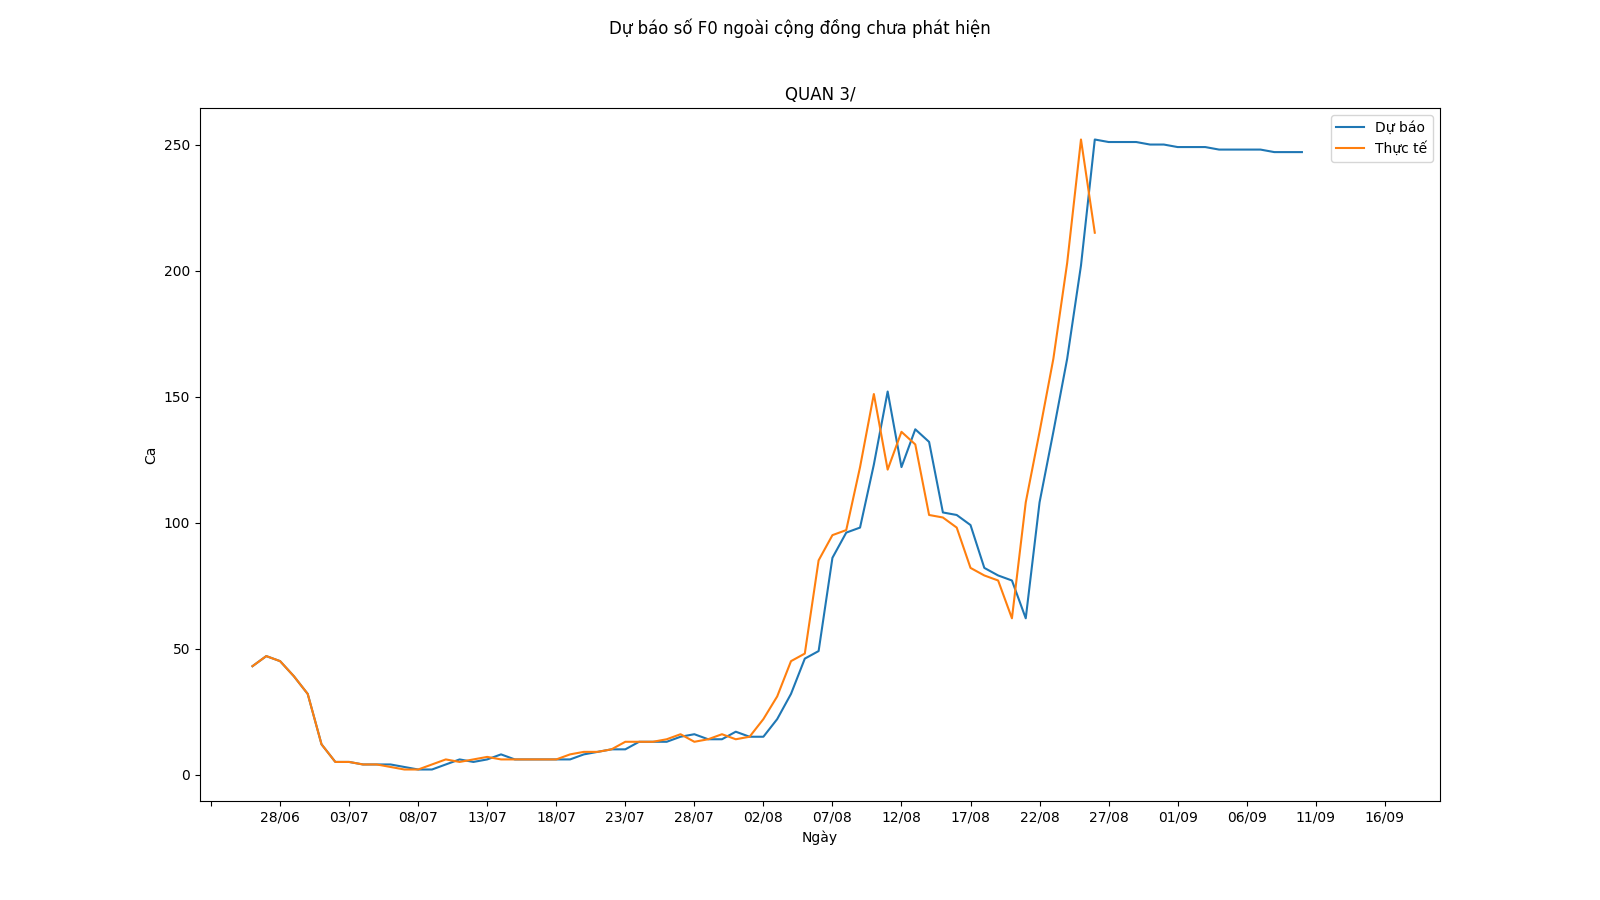 Dự báo số F0 ngoài cộng đồng chưa phát hiện
QUAN 3/
Dự báo
Thực tế
250
200
150
100
50
0
Ca
28/06 03/07 08/07 13/07 18/07 23/07 28/07 02/08 07/08 12/08 17/08 22/08 27/08 01/09 06/09 11/09 16/09
Ngày